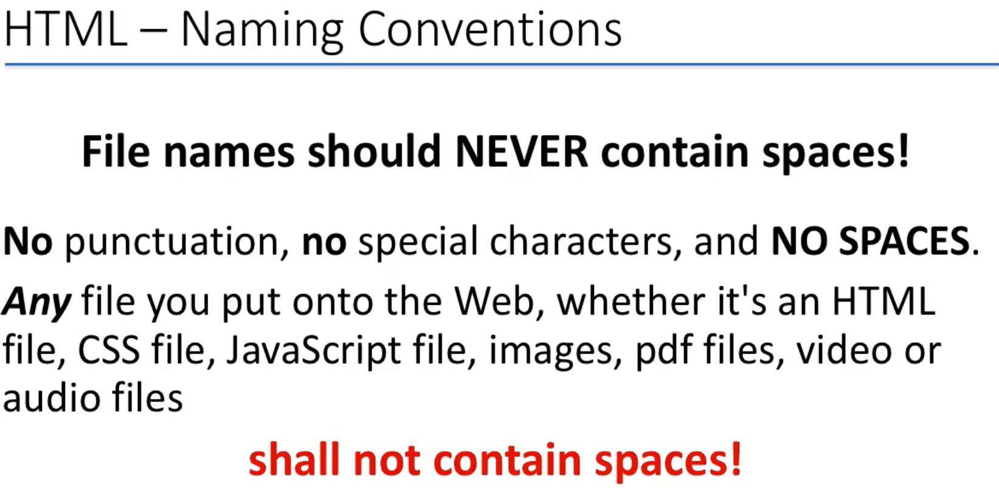 HTML – Naming Conventions
File names should NEVER contain spaces!
No punctuation, no special characters, and NO SPACES.
Any file you put onto the Web, whether it's an HTML
file, CSS file, JavaScript file, images, pdf files, video or
audio files
shall not contain spaces!